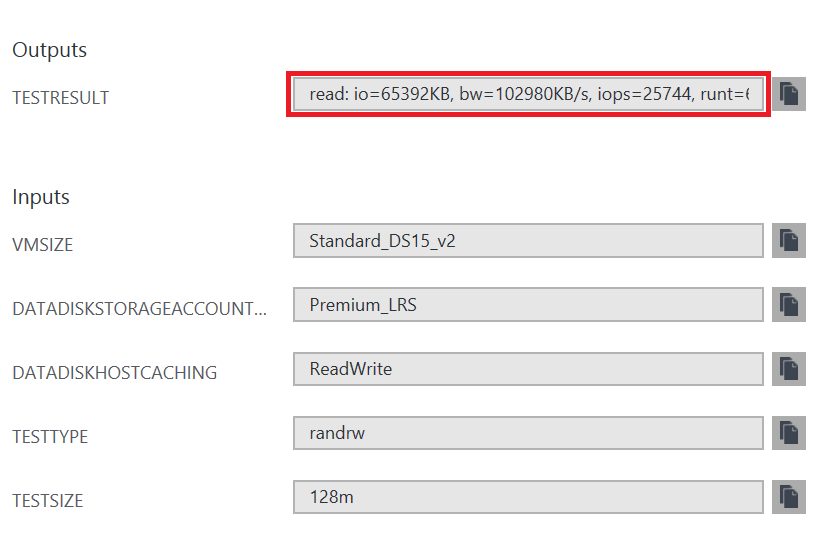 Outputs
TESTRESULT
read: io=65392KB, bw=102980KB/s, iops=25744, runt=6
Inputs
VMSIZE
Standard_DS15_v2
DATADISKSTORAGEACCOUNT...
Premium_LRS
DATADISKHOSTCACHING
ReadWrite
TESTTYPE
randrw
TESTSIZE
128m